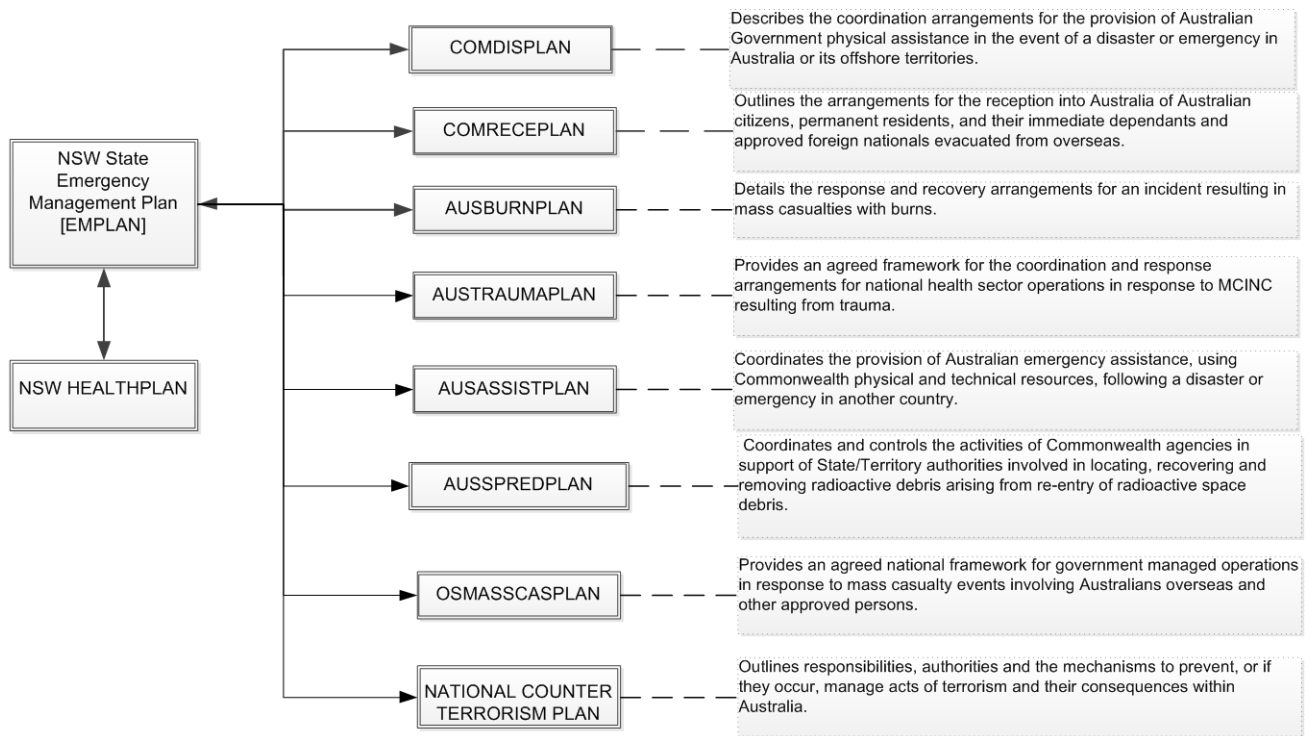 NSW State
Emergency
Management Plan
[EMPLAN]
NSW HEALTHPLAN
COMDISPLAN
Describes the coordination arrangements for the provision of Australian
Government physical assistance in the event of a disaster or emergency in
Australia or its offshore territories.
COMRECEPLAN
Outlines the arrangements for the reception into Australia of Australian
citizens, permanent residents, and their immediate dependants and
approved foreign nationals evacuated from overseas.
AUSBURNPLAN
Details the response and recovery arrangements for an incident resulting in
mass casualties with burns.
AUSTRAUMAPLAN
Provides an agreed framework for the coordination and response
arrangements for national health sector operations in response to MCINC
resulting from trauma.
AUSASSISTPLAN
Coordinates the provision of Australian emergency assistance, using
Commonwealth physical and technical resources, following a disaster or
emergency in another country.
AUSSPREDPLAN
Coordinates and controls the activities of Commonwealth agencies in
support of State/Territory authorities involved in locating, recovering and
removing radioactive debris arising from re-entry of radioactive space
debris.
OSMASSCASPLAN
Provides an agreed national framework for government managed operations
in response to mass casualty events involving Australians overseas and
other approved persons.
NATIONAL COUNTER
TERRORISM PLAN
Outlines responsibilities, authorities and the mechanisms to prevent, or if
they occur, manage acts of terrorism and their consequences within
Australia.